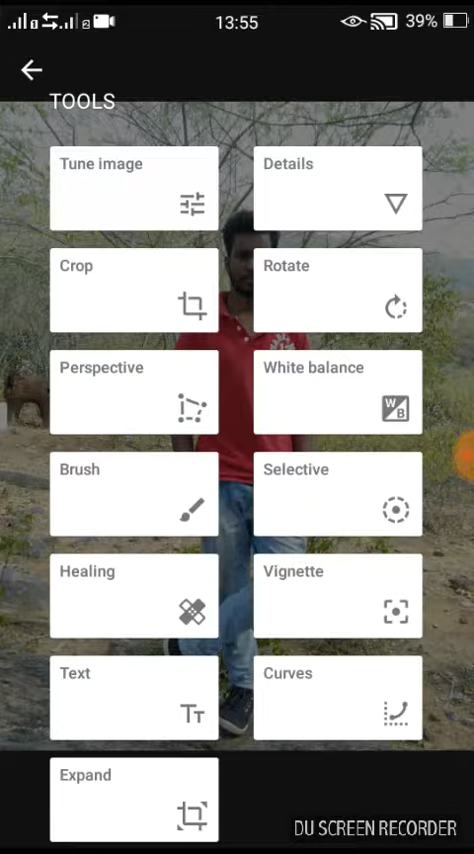 13:55
39%
TOOLS
Tune image
Details
Crop
Rotate
Perspective
White balance
W
B
Brush
Selective
Healing
Vignette
Text
TT
Curves
Expand
DU SCREEN RECORDER